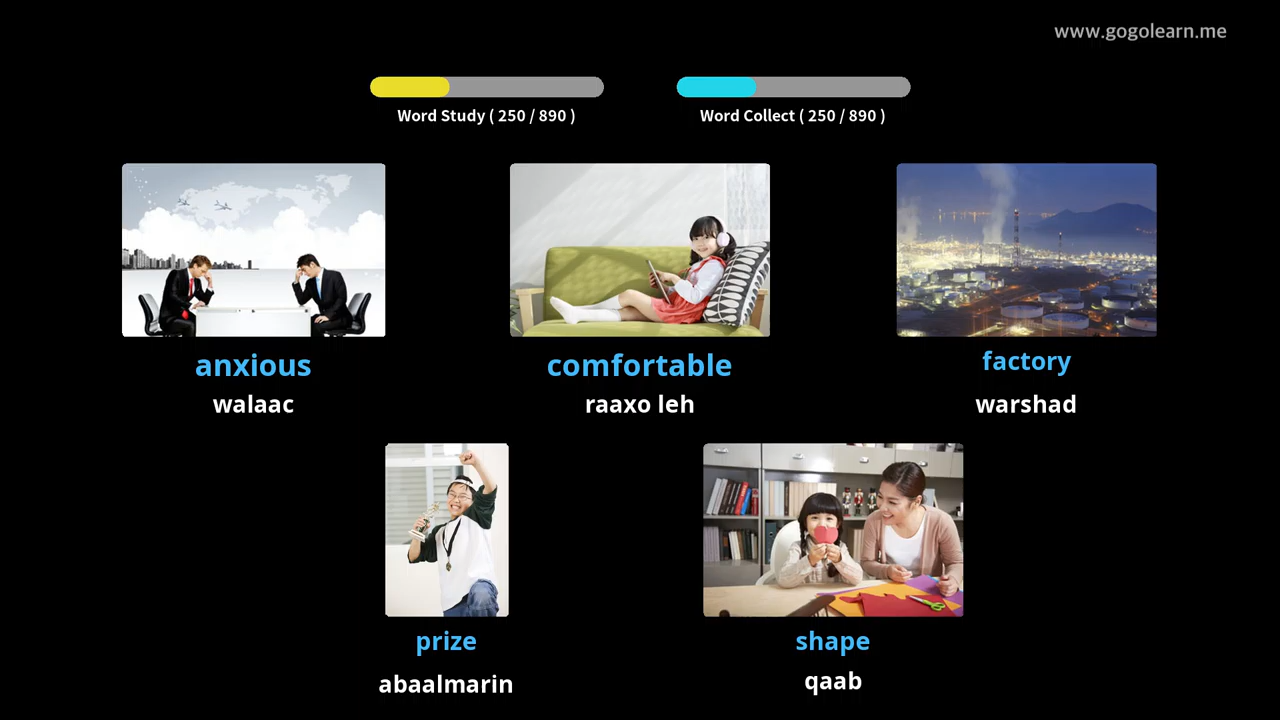 www.gogolearn.me
Word Study ( 250 / 890 )
Word Collect ( 250 / 890 )
anxious
walaac
comfortable
raaxo leh
factory
warshad
prize
abaalmarin
shape
qaab